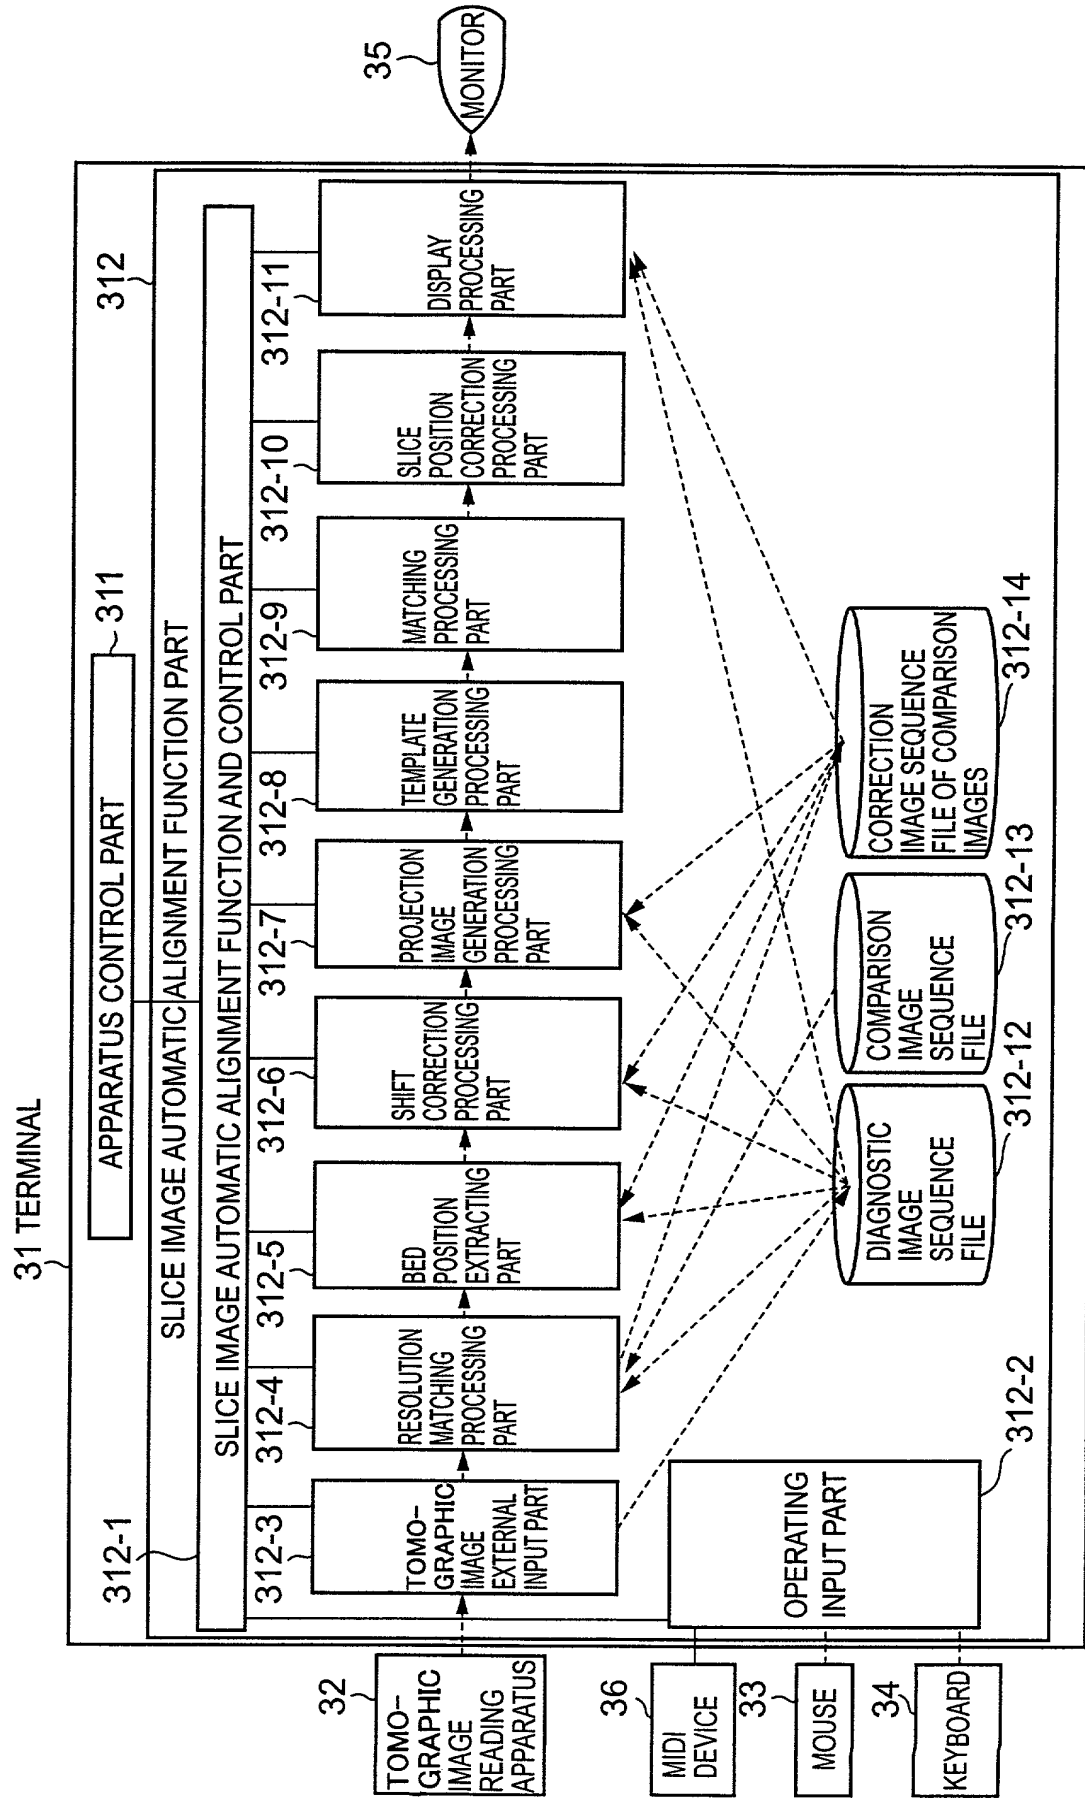 31 TERMINAL
APPARATUS CONTROL PART
311
312
SLICE IMAGE AUTOMATIC ALIGNMENT FUNCTION PART
312-1
SLICE IMAGE AUTOMATIC ALIGNMENT FUNCTION AND CONTROL PART
312-3
312-4
312-5
312-6
312-7
312-8
312-9
312-10
312-11
32
TOMO-
GRAPHIC
IMAGE
READING
APPARATUS
TOMO-
GRAPHIC
IMAGE
EXTERNAL
INPUT PART
RESOLUTION
MATCHING
PROCESSING
PART
BED
POSITION
EXTRACTING
PART
SHIFT
CORRECTION
PROCESSING
PART
PROJECTION
IMAGE
GENERATION
PROCESSING
PART
TEMPLATE
GENERATION
PROCESSING
PART
MATCHING
PROCESSING
PART
SLICE
POSITION
CORRECTION
PROCESSING
PART
DISPLAY
PROCESSING
PART
35
MONITOR
36
MIDI
DEVICE
33
MOUSE
34
KEYBOARD
OPERATING
INPUT PART
312-2
DIAGNOSTIC
IMAGE
SEQUENCE
FILE
312-12
COMPARISON
IMAGE
SEQUENCE
FILE
312-13
CORRECTION
IMAGE SEQUENCE
FILE OF COMPARISON
IMAGES
312-14